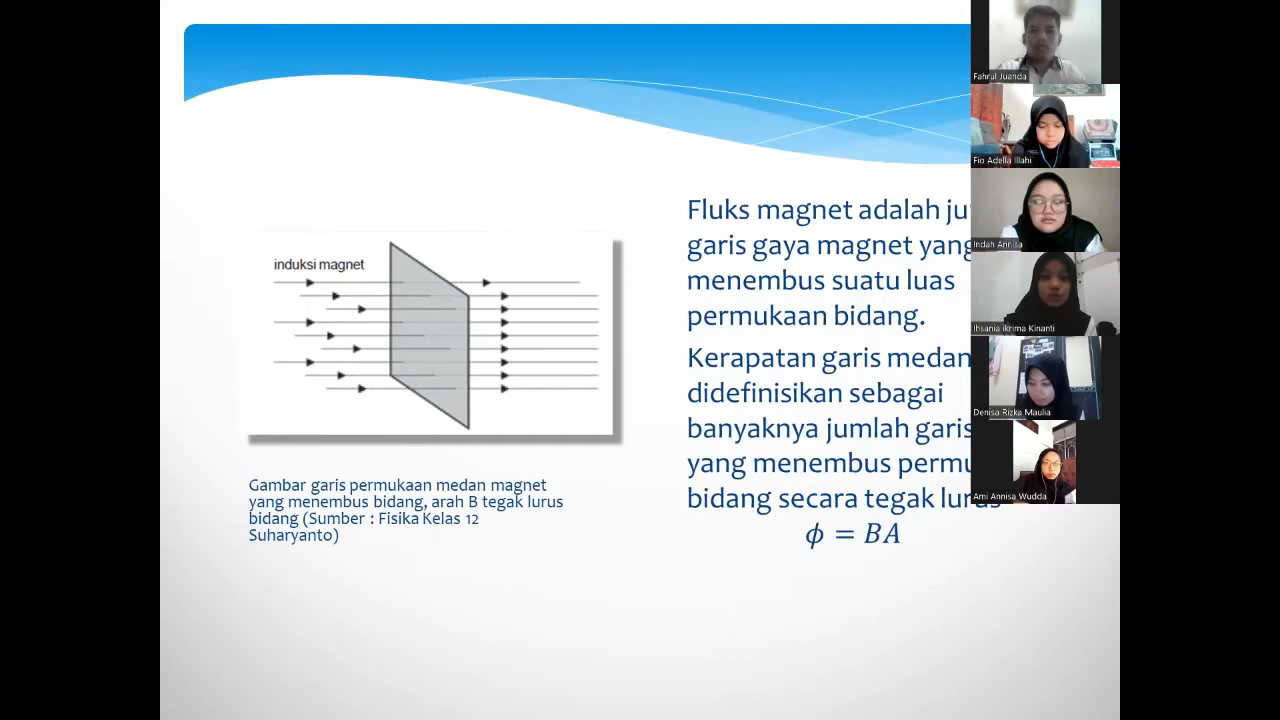 induksi magnet
Gambar garis permukaan medan magnet
yang menembus bidang, arah B tegak lurus
bidang (Sumber : Fisika Kelas 12
Suharyanto)
Fluks magnet adalah
garis gaya magnet yang
menembus suatu luas
permukaan bidang.
Kerapatan garis medan
didefinisikan sebagai
banyaknya jumlah garis
yang menembus
bidang secara tegak lurus
𝜙 = 𝐵𝐴
Fahrul Juanda
Fio Adella Illahi
Indah Annisa
Ihsania ikrima Kinanti
Denisa Rizka Maulia
Ami Annisa Wudda